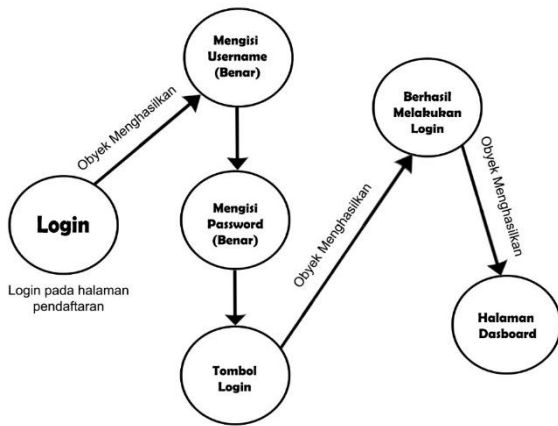 Login
Login pada halaman
pendaftaran
Obyek Menghasilkan
Mengisi
Username
(Benar)
Mengisi
Password
(Benar)
Tombol
Login
Obyek Menghasilkan
Berhasil
Melakukan
Login
Obyek Menghasilkan
Halaman
Dasboard